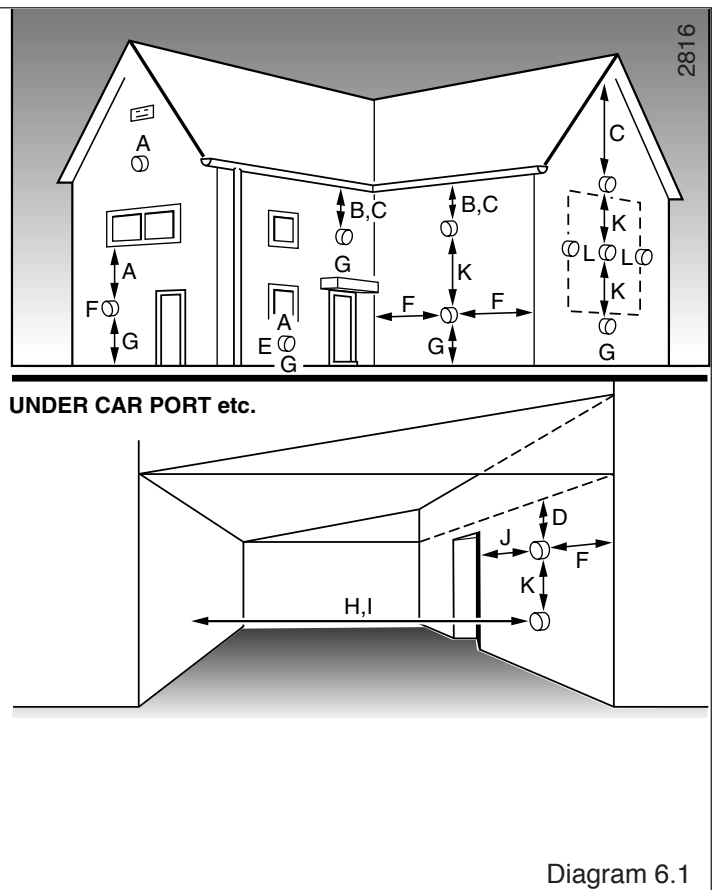 2816
A
C
B,C
B,C
K
A
G
K
L
L
F
F
F
K
A
G
E
G
G
G
UNDER CAR PORT etc.
D
J
F
K
H,I
Diagram 6.1